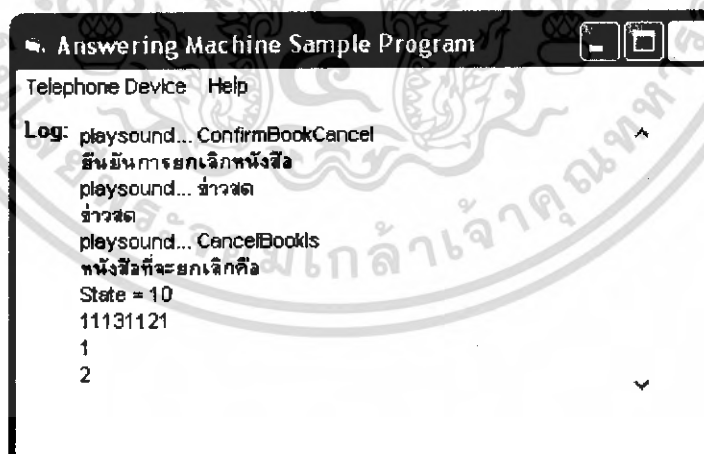 Answering Machine Sample Program
Telephone Device Help
Log: playsound... ConfirmBookCancel
ยืนยันการยกเลิกหนังสือ
playsound... ข่าวสด
ข่าวสด
playsound... CancelBookIs
หนังสือที่จะยกเลิกคือ
State = 10
11131121
1
2